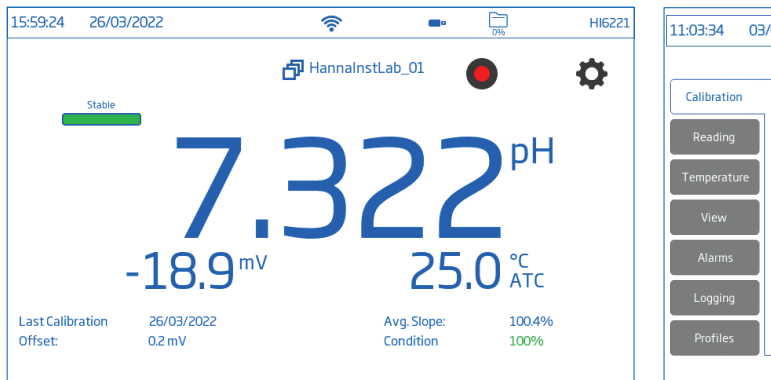 15:59:24 26/03/2022 0% HI6221
HannaInstLab_01
Stable
7.322 pH
-18.9 mV 25.0 °C ATC
Last Calibration 26/03/2022 Avg. Slope: 100.4%
Offset: 0.2 mV Condition 100%
11:03:34 03/
Calibration
Reading
Temperature
View
Alarms
Logging
Profiles